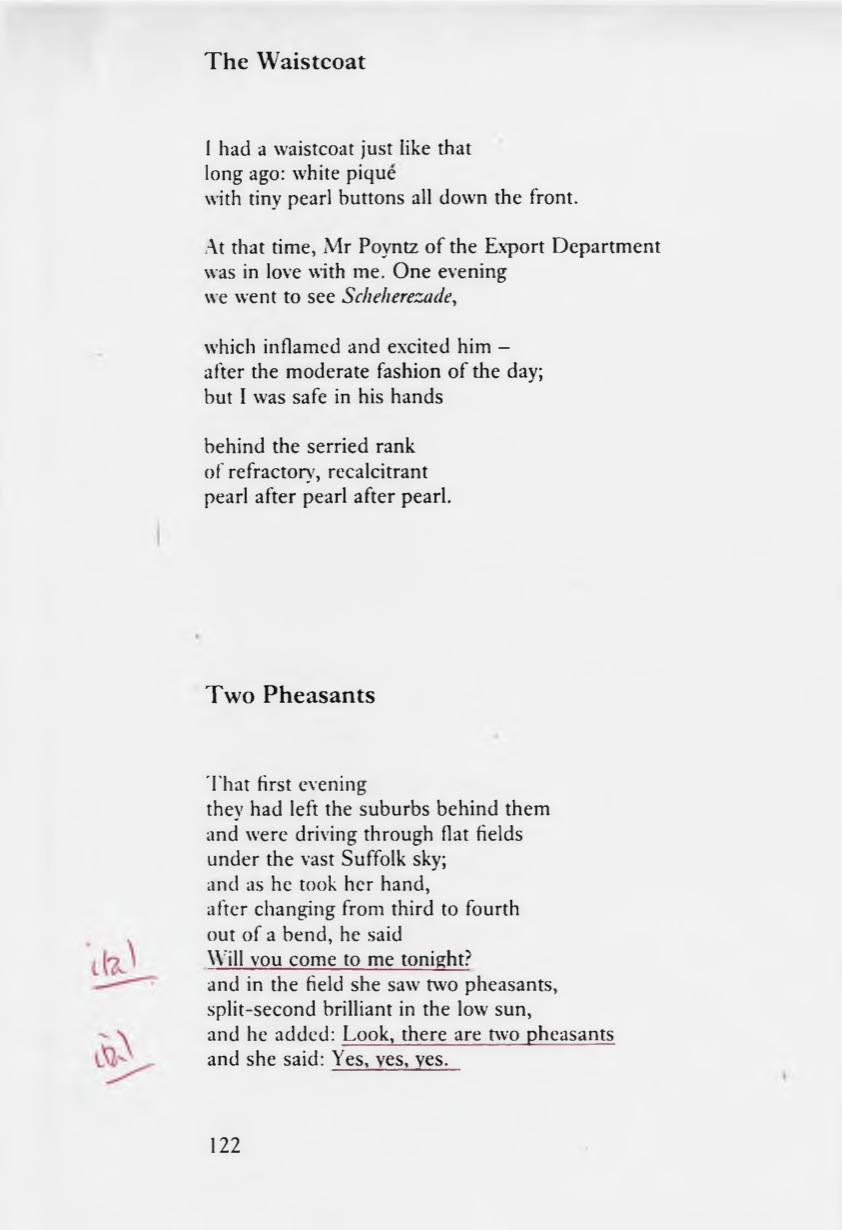 The Waistcoat
I had a waistcoat just like that
long ago: white piqué
with tiny pearl buttons all down the front.
At that time, Mr Poyntz of the Export Department
was in love with me. One evening
we went to see Scheherezade,
which inflamed and excited him –
after the moderate fashion of the day;
but I was safe in his hands
behind the serried rank
of refractory, recalcitrant
pearl after pearl after pearl.
Two Pheasants
That first evening
they had left the suburbs behind them
and were driving through flat fields
under the vast Suffolk sky;
and as he took her hand,
after changing from third to fourth
out of a bend, he said
ital
Will you come to me tonight?
and in the field she saw two pheasants,
split-second brilliant in the low sun,
and he added: Look, there are two pheasants
ital
and she said: Yes, yes, yes.
122